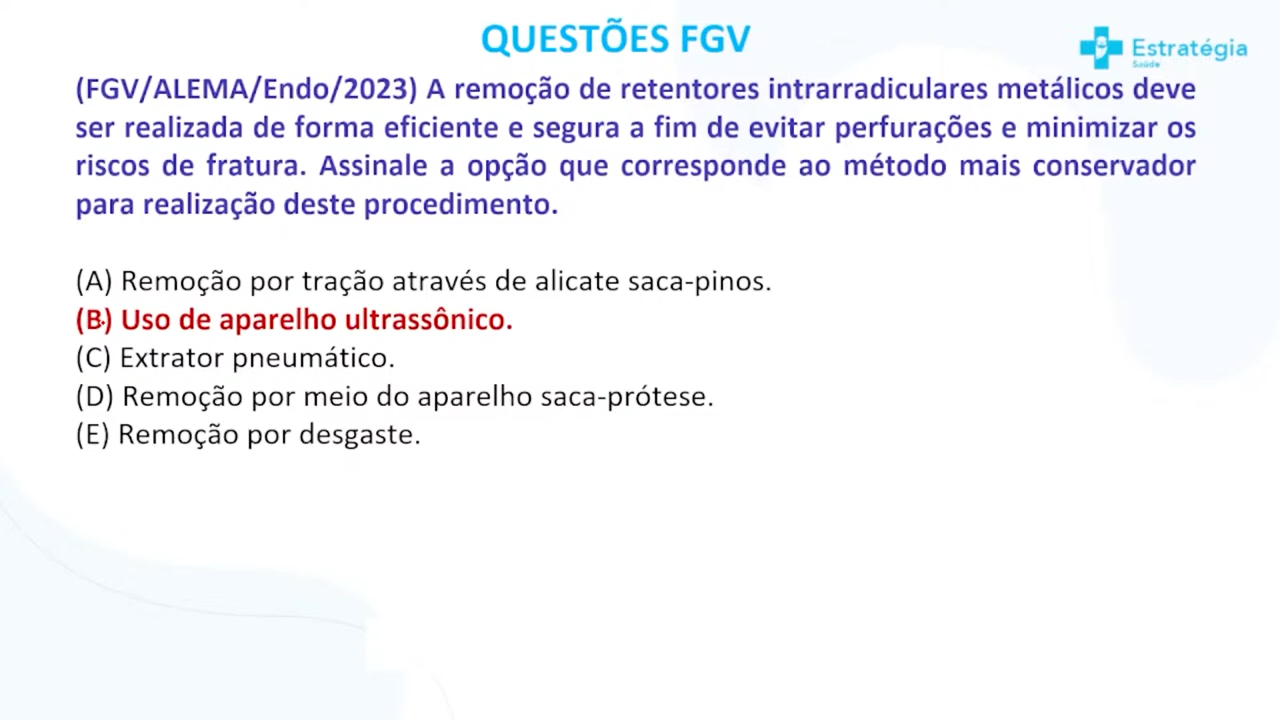 QUESTÕES FGV
Estratégia
Saúde
(FGV/ALEMA/Endo/2023) A remoção de retentores intrarradiculares metálicos deve
ser realizada de forma eficiente e segura a fim de evitar perfurações e minimizar os
riscos de fratura. Assinale a opção que corresponde ao método mais conservador
para realização deste procedimento.
(A) Remoção por tração através de alicate saca-pinos.
(B) Uso de aparelho ultrassônico.
(C) Extrator pneumático.
(D) Remoção por meio do aparelho saca-prótese.
(E) Remoção por desgaste.